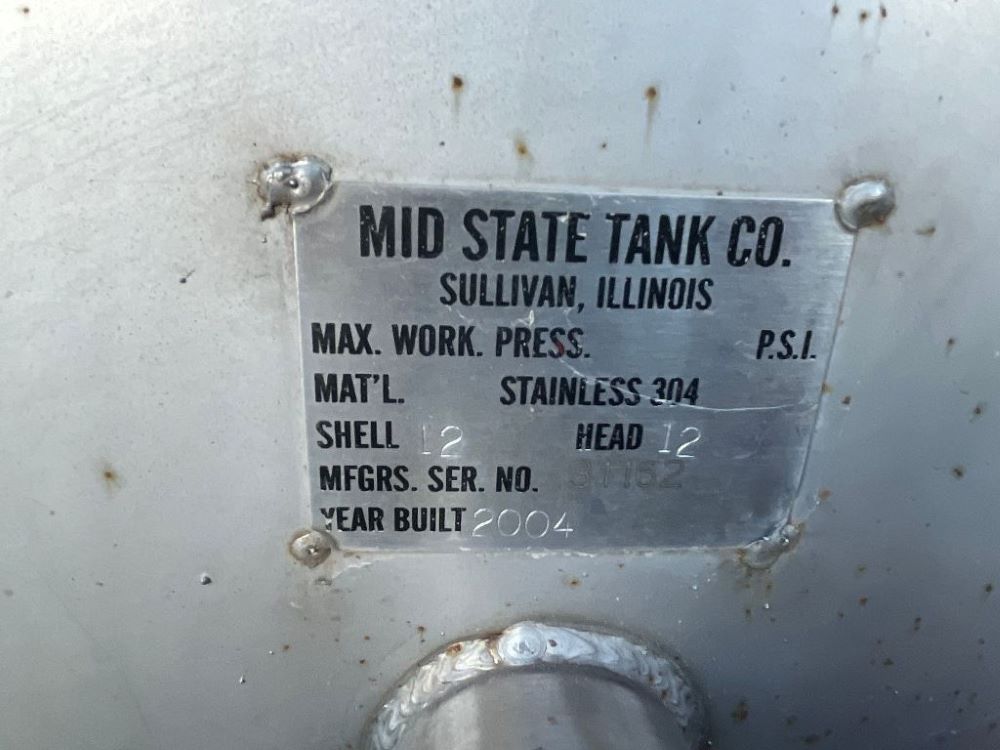 MID STATE TANK CO.
SULLIVAN, ILLINOIS
MAX. WORK. PRESS. P.S.I.
MAT'L. STAINLESS 304
SHELL 12 HEAD 12
MFGRS. SER. NO.
YEAR BUILT 2004